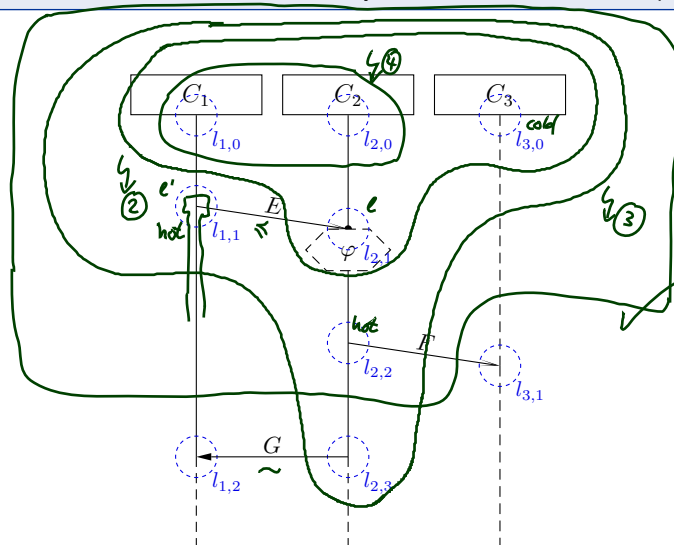 ④
C₁ C₂ C₃
l₁,₀ l₂,₀ l₃,₀ cold
② e' E e ③
hot l₁,₁ ≼ φ l₂,₁
hot F
l₂,₂ l₃,₁
G
~
l₁,₂ l₂,₃